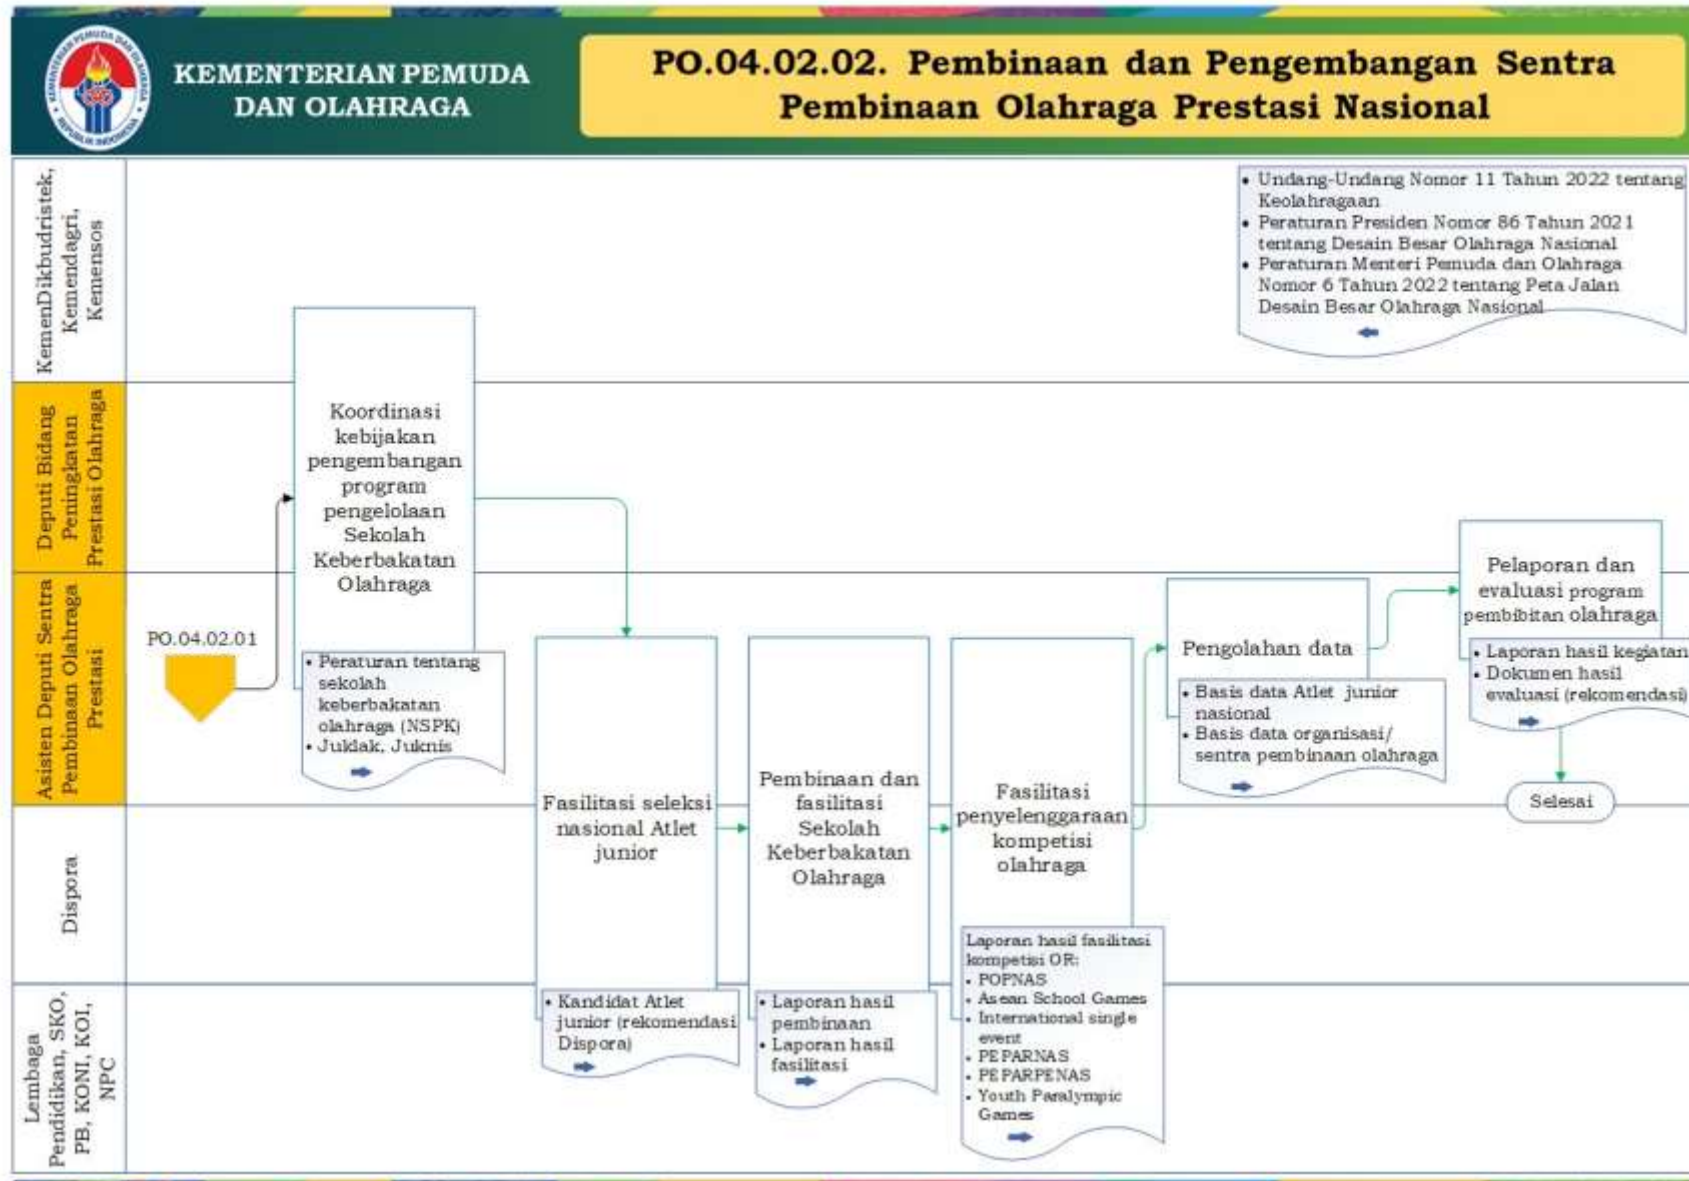 KEMENTERIAN PEMUDA DAN OLAHRAGA
REPUBLIK INDONESIA
KEMENTERIAN PEMUDA
DAN OLAHRAGA
PO.04.02.02. Pembinaan dan Pengembangan Sentra
Pembinaan Olahraga Prestasi Nasional
KemenDikbudristek,
Kemendagri,
Kemensos
• Undang-Undang Nomor 11 Tahun 2022 tentang
Keolahragaan
• Peraturan Presiden Nomor 86 Tahun 2021
tentang Desain Besar Olahraga Nasional
• Peraturan Menteri Pemuda dan Olahraga
Nomor 6 Tahun 2022 tentang Peta Jalan
Desain Besar Olahraga Nasional
Deputi Bidang
Peningkatan
Prestasi Olahraga
Koordinasi
kebijakan
pengembangan
program
pengelolaan
Sekolah
Keberbakatan
Olahraga
Asisten Deputi Sentra
Pembinaan Olahraga
Prestasi
PO.04.02.01
• Peraturan tentang
sekolah
keberbakatan
olahraga (NSPK)
• Juklak, Juknis
Fasilitasi seleksi
nasional Atlet
junior
• Kandidat Atlet
junior (rekomendasi
Dispora)
Pembinaan dan
fasilitasi
Sekolah
Keberbakatan
Olahraga
• Laporan hasil
pembinaan
• Laporan hasil
fasilitasi
Fasilitasi
penyelenggaraan
kompetisi
olahraga
Laporan hasil fasilitasi
kompetisi OR:
• POPNAS
• Asean School Games
• International single
event
• PEPARNAS
• PEPARPENAS
• Youth Paralympic
Games
Pengolahan data
• Basis data Atlet junior
nasional
• Basis data organisasi/
sentra pembinaan olahraga
Pelaporan dan
evaluasi program
pembibitan olahraga
• Laporan hasil kegiatan
• Dokumen hasil
evaluasi (rekomendasi)
Selesai
Dispora
Lembaga
Pendidikan, SKO,
PB, KONI, KOI,
NPC